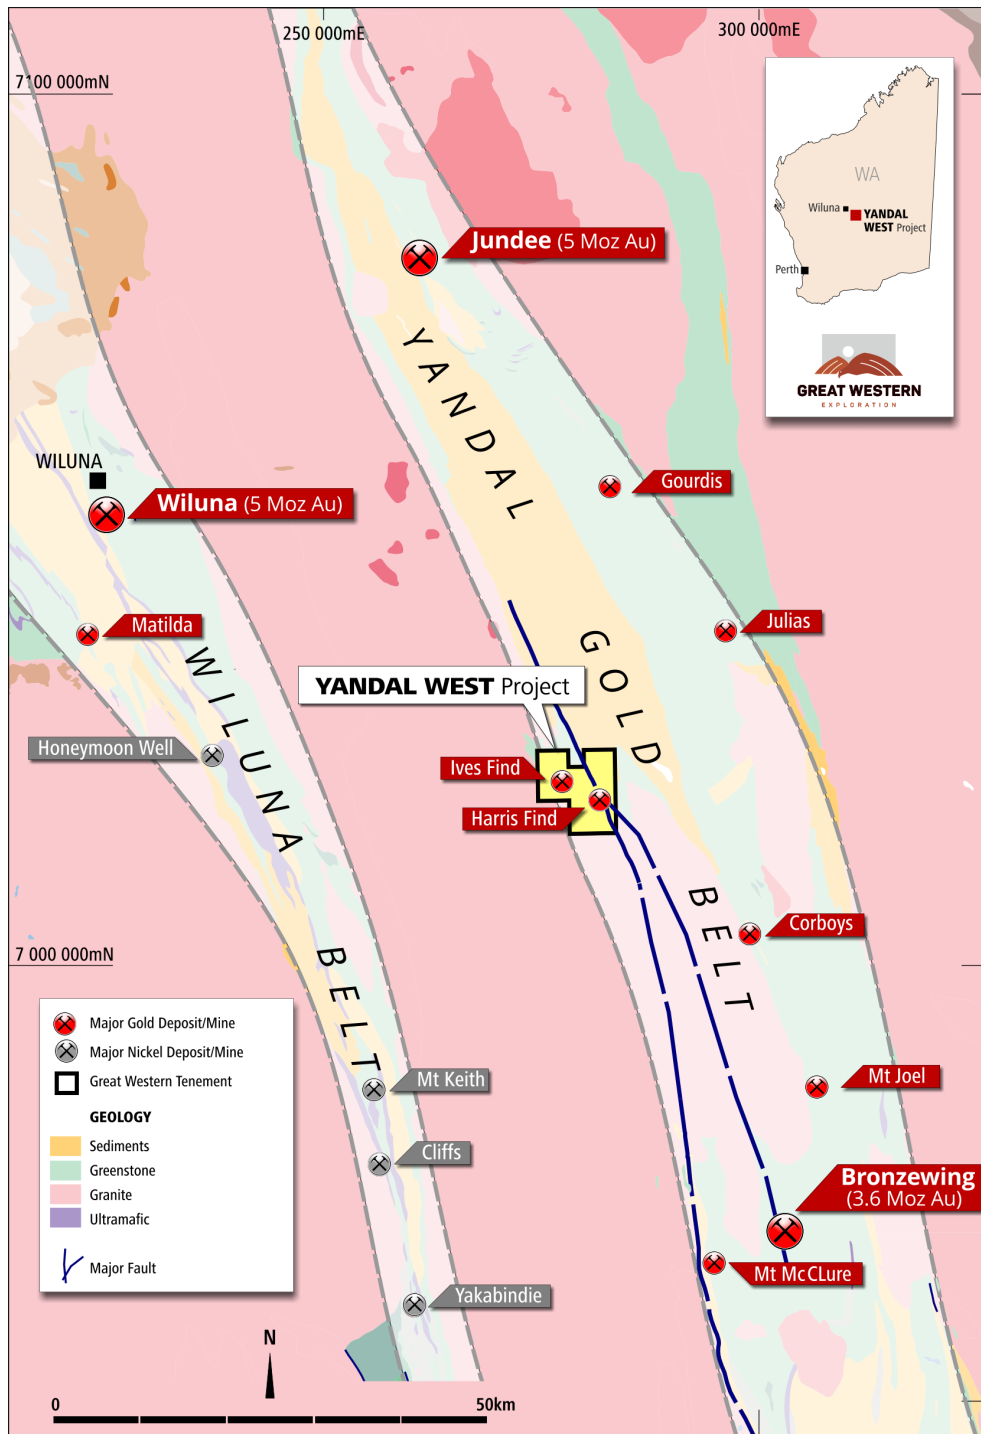 250 000mE
300 000mE
7100 000mN
WA
Wiluna
YANDAL
WEST Project
Perth
GREAT WESTERN
EXPLORATION
Jundee (5 Moz Au)
YANDAL
GOLD
BELT
WILUNA
Wiluna (5 Moz Au)
Gourdis
Matilda
Julias
WILUNA
BELT
YANDAL WEST Project
Honeymoon Well
Ives Find
Harris Find
Corboys
7 000 000mN
Major Gold Deposit/Mine
Major Nickel Deposit/Mine
Great Western Tenement
GEOLOGY
Sediments
Greenstone
Granite
Ultramafic
Major Fault
Mt Keith
Mt Joel
Cliffs
Bronzewing
(3.6 Moz Au)
Mt McCLure
Yakabindie
N
0
50km